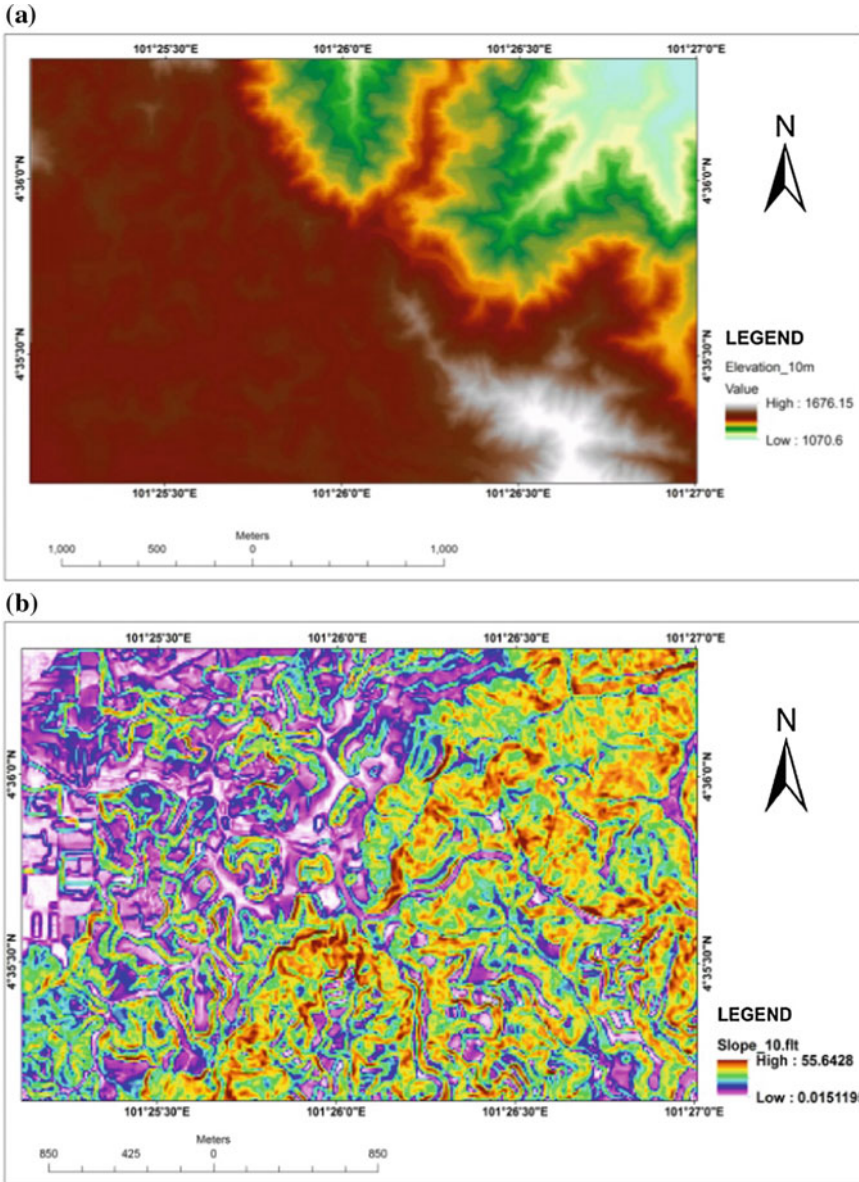 (a)
101°25'30"E 101°26'0"E 101°26'30"E 101°27'0"E
N
4°36'0"N 4°36'0"N
4°35'30"N 4°35'30"N
LEGEND
Elevation_10m
Value
High : 1676.15
Low : 1070.6
101°25'30"E 101°26'0"E 101°26'30"E 101°27'0"E
Meters
1,000 500 0 1,000
(b)
101°25'30"E 101°26'0"E 101°26'30"E 101°27'0"E
N
4°36'0"N 4°36'0"N
4°35'30"N 4°35'30"N
LEGEND
Slope_10.flt
High : 55.6428
Low : 0.0151195
101°25'30"E 101°26'0"E 101°26'30"E 101°27'0"E
Meters
850 425 0 850